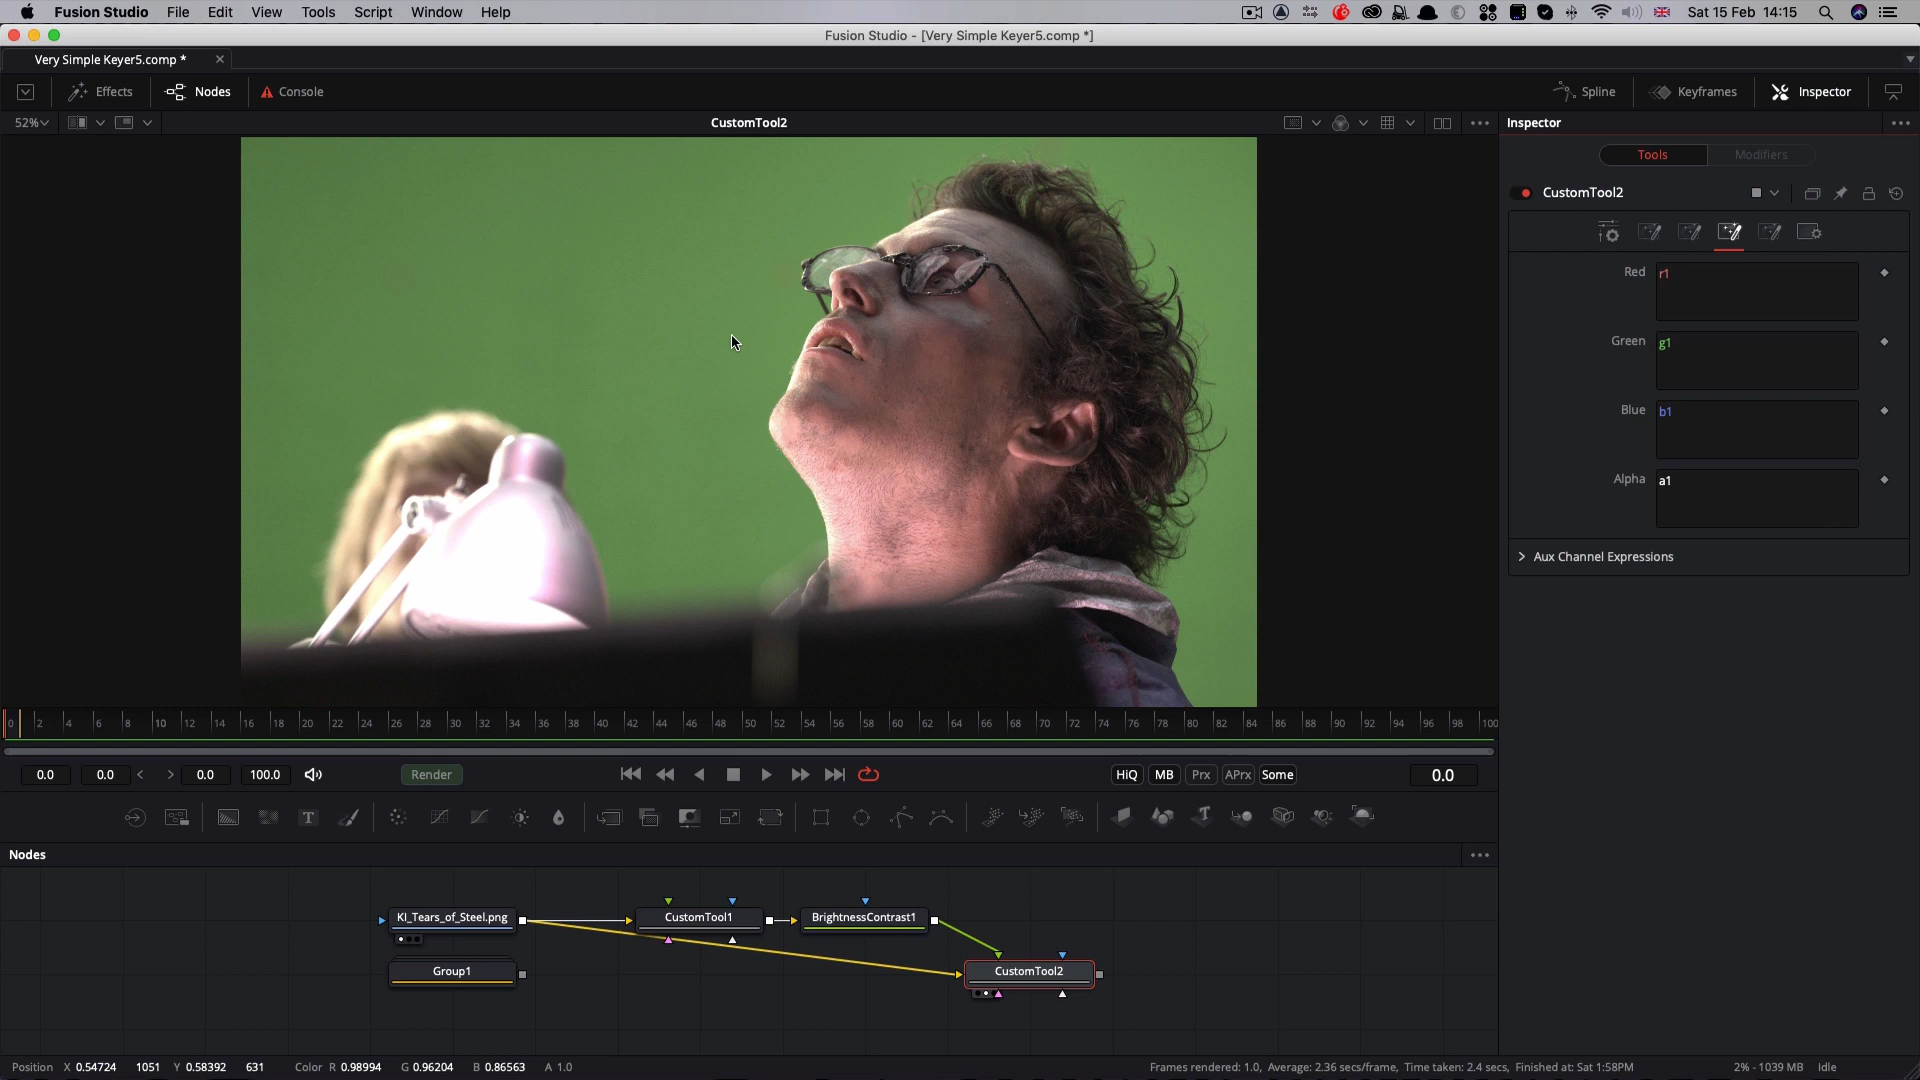 Fusion Studio File Edit View Tools Script Window Help Sat 15 Feb 14:15
Fusion Studio - [Very Simple Keyer5.comp *]
Very Simple Keyer5.comp *
Effects Nodes Console Spline Keyframes Inspector
52% CustomTool2 Inspector
Tools Modifiers
CustomTool2
Red r1
Green g1
Blue b1
Alpha a1
Aux Channel Expressions
0 2 4 6 8 10 12 14 16 18 20 22 24 26 28 30 32 34 36 38 40 42 44 46 48 50 52 54 56 58 60 62 64 66 68 70 72 74 76 78 80 82 84 86 88 90 92 94 96 98 100
0.0 0.0 0.0 100.0 Render HiQ MB Prx APrx Some 0.0
Nodes
KI_Tears_of_Steel.png CustomTool1 BrightnessContrast1
Group1 CustomTool2
Position X 0.54724 1051 Y 0.58392 631 Color R 0.98994 G 0.96204 B 0.86563 A 1.0 Frames rendered: 1.0, Average: 2.36 secs/frame, Time taken: 2.4 secs, Finished at: Sat 1:58PM 2% - 1039 MB Idle